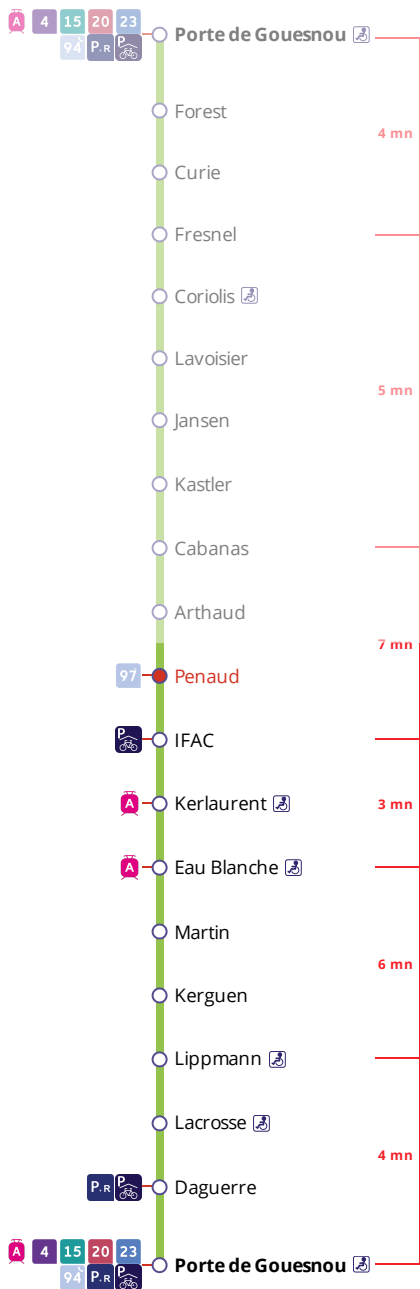 A 4 15 20 23 Porte de Gouesnou
94 P+R P
Forest
4 mn
Curie
Fresnel
Coriolis
Lavoisier
5 mn
Jansen
Kastler
Cabanas
Arthaud
7 mn
97 Penaud
P IFAC
A Kerlaurent 3 mn
A Eau Blanche
Martin
6 mn
Kerguen
Lippmann
Lacrosse
4 mn
P+R P Daguerre
A 4 15 20 23 Porte de Gouesnou
94 P+R P